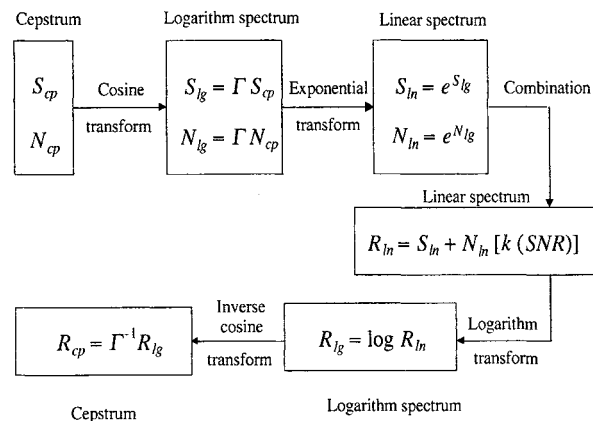 Cepstrum
Logarithm spectrum
Linear spectrum
S_cp
N_cp
Cosine
transform
S_lg = Γ S_cp
N_lg = Γ N_cp
Exponential
transform
S_ln = e^S_lg
N_ln = e^N_lg
Combination
Linear spectrum
R_ln = S_ln + N_ln [k (SNR)]
Logarithm
transform
R_lg = log R_ln
Inverse
cosine
transform
R_cp = Γ^-1 R_lg
Cepstrum
Logarithm spectrum